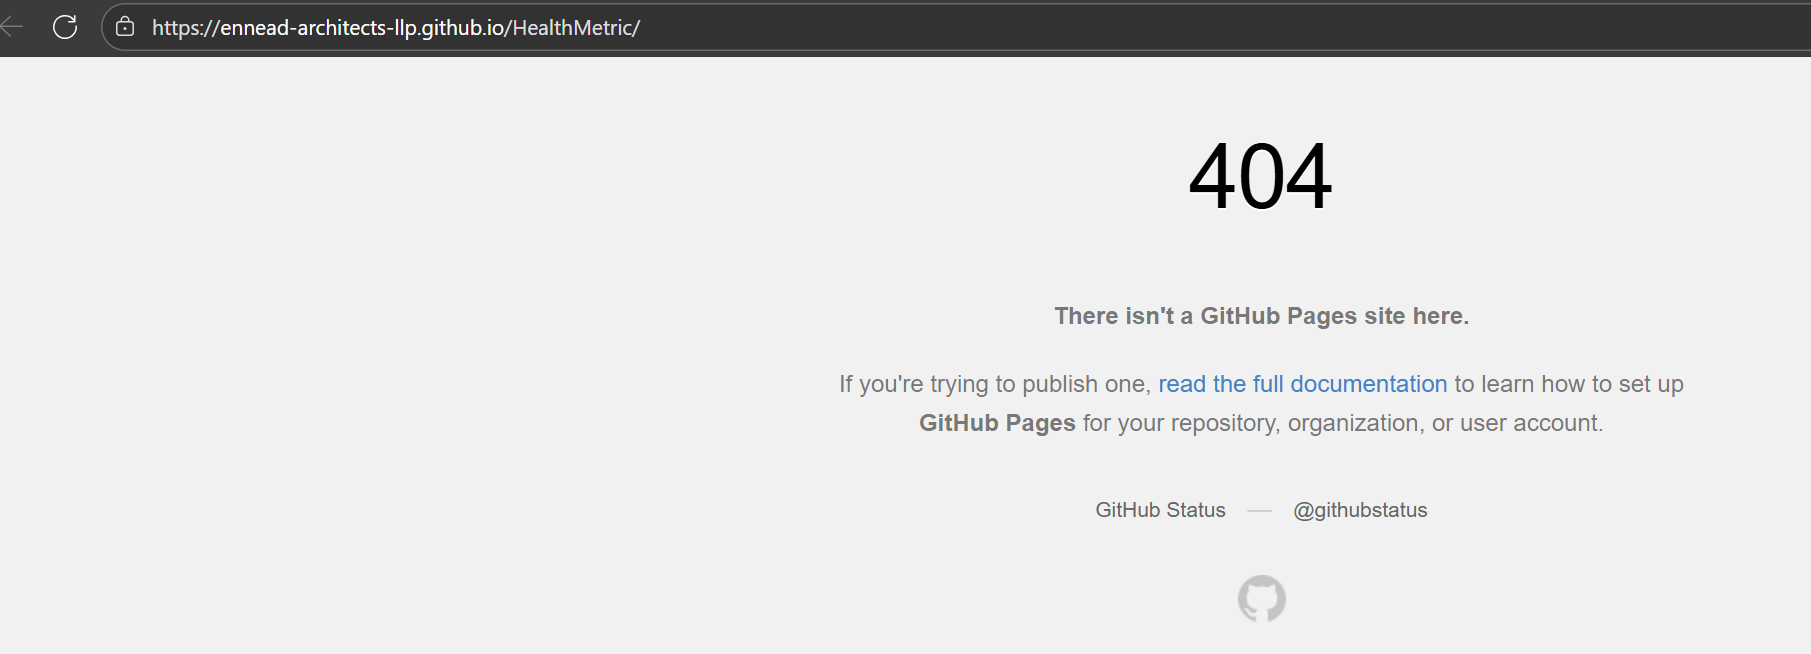 https://ennead-architects-llp.github.io/HealthMetric/
404
There isn't a GitHub Pages site here.
If you're trying to publish one, read the full documentation to learn how to set up
GitHub Pages for your repository, organization, or user account.
GitHub Status — @githubstatus